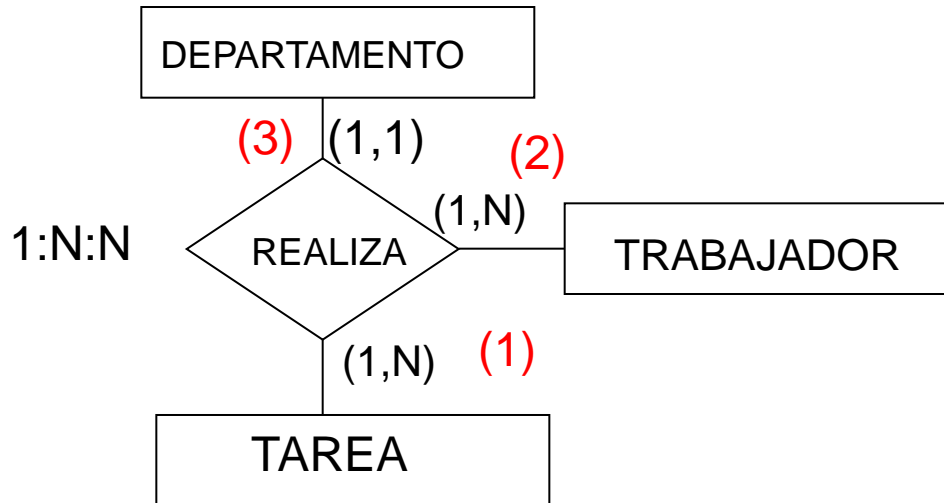 DEPARTAMENTO
(3) (1,1)
(2)
(1,N)
1:N:N
REALIZA
TRABAJADOR
(1,N)
(1)
TAREA